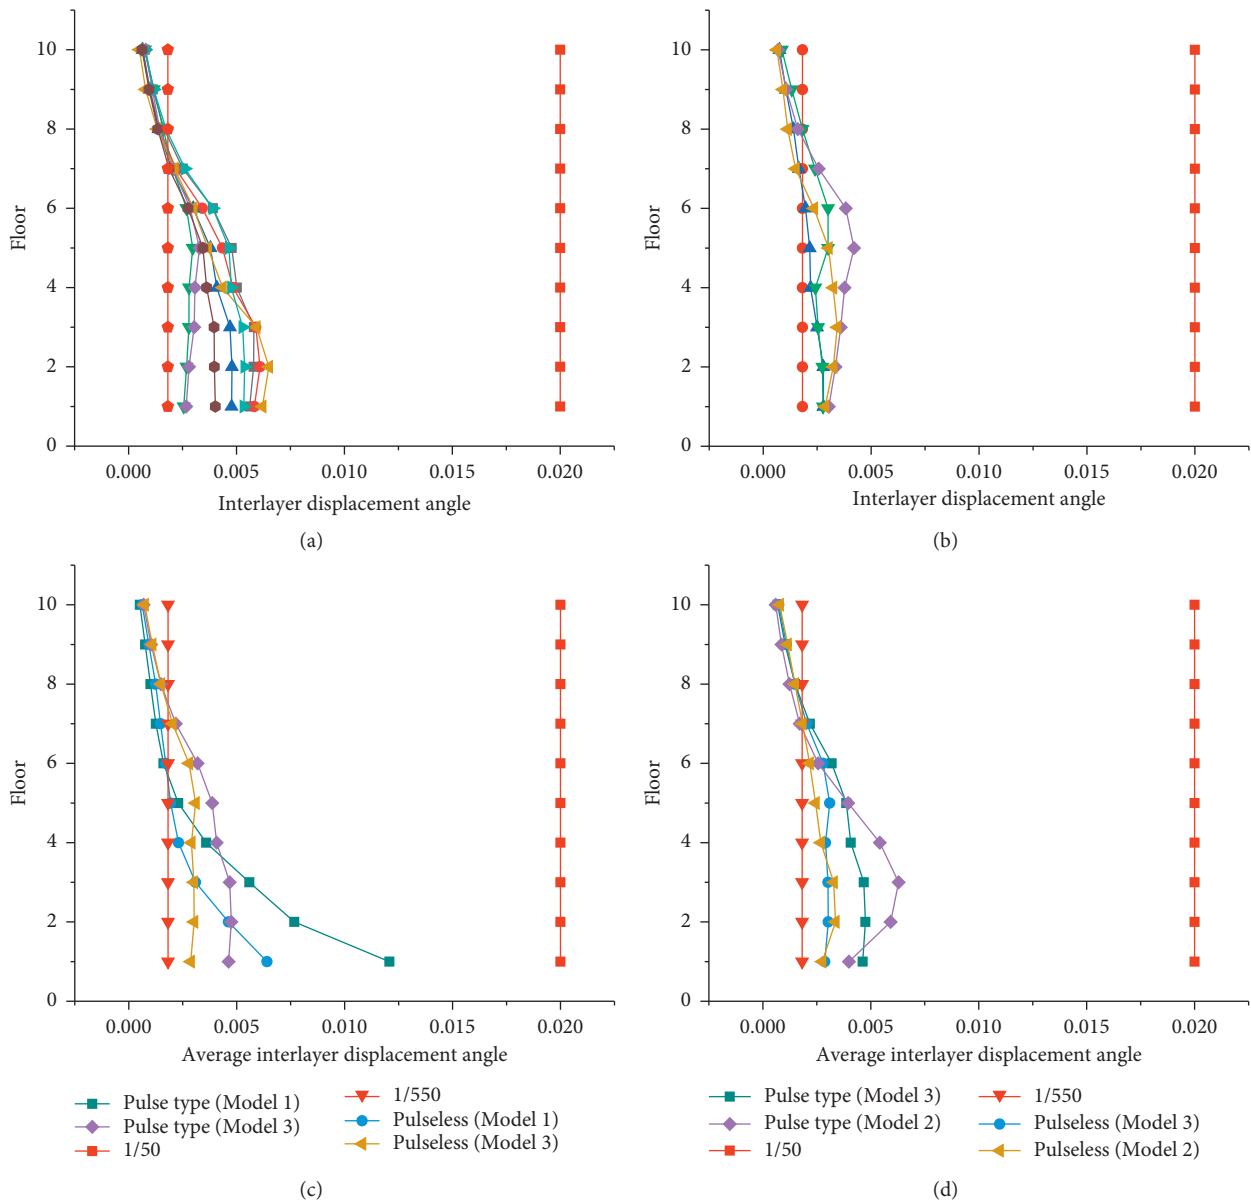 10
8
6
4
2
0
Floor
0.000 0.005 0.010 0.015 0.020
Interlayer displacement angle
(a)
10
8
6
4
2
0
Floor
0.000 0.005 0.010 0.015 0.020
Interlayer displacement angle
(b)
10
8
6
4
2
0
Floor
0.000 0.005 0.010 0.015 0.020
Average interlayer displacement angle
Pulse type (Model 1)
Pulse type (Model 3)
1/50
1/550
Pulseless (Model 1)
Pulseless (Model 3)
(c)
10
8
6
4
2
0
Floor
0.000 0.005 0.010 0.015 0.020
Average interlayer displacement angle
Pulse type (Model 3)
Pulse type (Model 2)
1/50
1/550
Pulseless (Model 3)
Pulseless (Model 2)
(d)